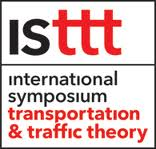 isttt
international
symposium
transportation
& traffic theory